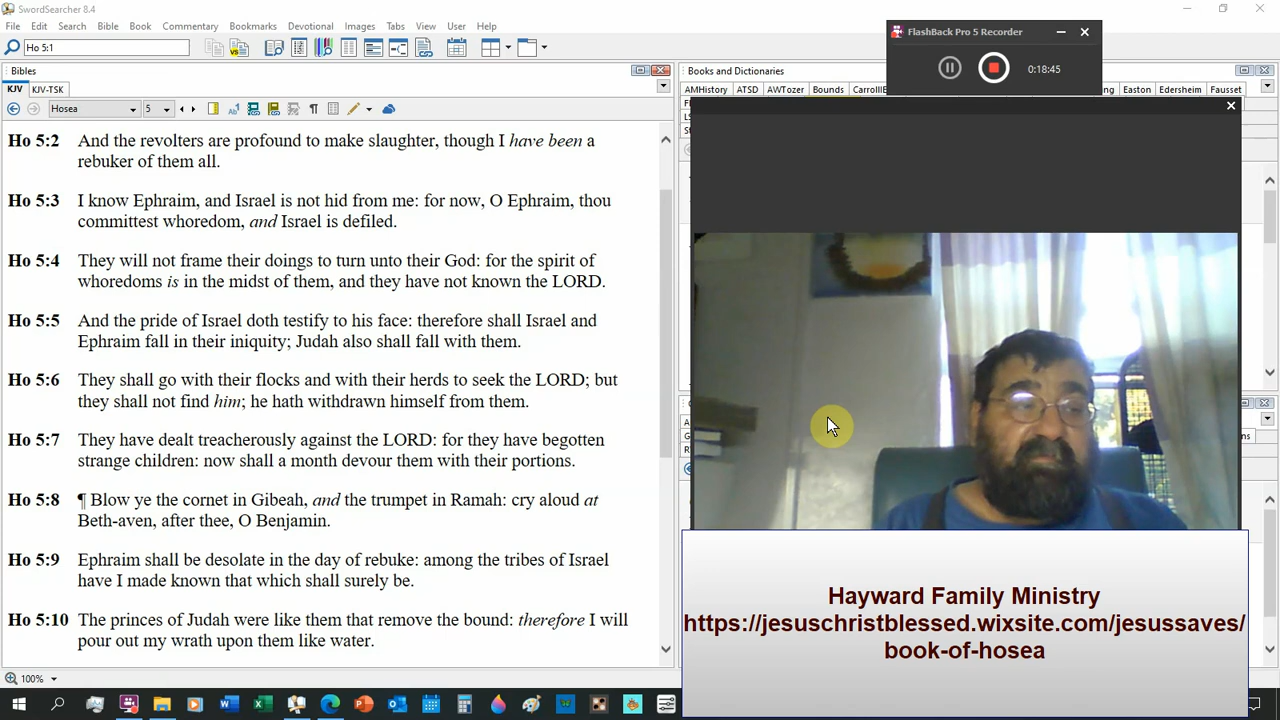 SwordSearcher 8.4
File Edit Search Bible Book Commentary Bookmarks Devotional Images Tabs View User Help
Ho 5:1
Bibles
KJV KJV-TSK
Hosea 5
Ho 5:2 And the revolters are profound to make slaughter, though I have been a
rebuker of them all.
Ho 5:3 I know Ephraim, and Israel is not hid from me: for now, O Ephraim, thou
committest whoredom, and Israel is defiled.
Ho 5:4 They will not frame their doings to turn unto their God: for the spirit of
whoredoms is in the midst of them, and they have not known the LORD.
Ho 5:5 And the pride of Israel doth testify to his face: therefore shall Israel and
Ephraim fall in their iniquity; Judah also shall fall with them.
Ho 5:6 They shall go with their flocks and with their herds to seek the LORD; but
they shall not find him; he hath withdrawn himself from them.
Ho 5:7 They have dealt treacherously against the LORD: for they have begotten
strange children: now shall a month devour them with their portions.
Ho 5:8 ¶ Blow ye the cornet in Gibeah, and the trumpet in Ramah: cry aloud at
Beth-aven, after thee, O Benjamin.
Ho 5:9 Ephraim shall be desolate in the day of rebuke: among the tribes of Israel
have I made known that which shall surely be.
Ho 5:10 The princes of Judah were like them that remove the bound: therefore I will
pour out my wrath upon them like water.
100%
FlashBack Pro 5 Recorder
0:18:45
Books and Dictionaries
AMHistory ATSD AWTozer Bounds Easton Edersheim Fausset
Hayward Family Ministry
https://jesuschristblessed.wixsite.com/jesussaves/
book-of-hosea